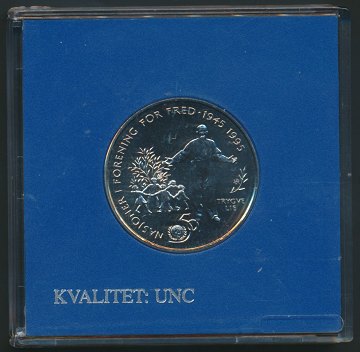 NASJONER I FORENING FOR FRED · 1945 1995
TRYGVE
LIE
50
KVALITET: UNC